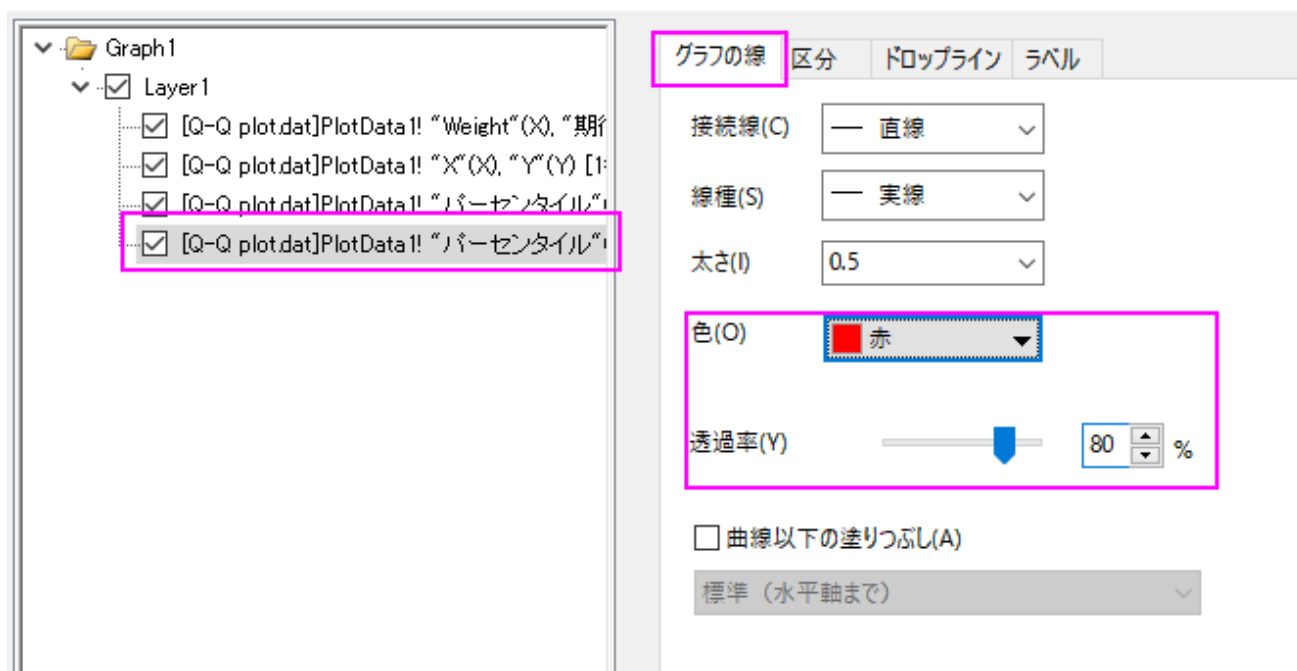 Graph1
Layer1
[Q-Q plot.dat]PlotData1! "Weight"(X), "期
[Q-Q plot.dat]PlotData1! "X"(X), "Y"(Y) [1
[Q-Q plot.dat]PlotData1! "パーセンタイル"
[Q-Q plot.dat]PlotData1! "パーセンタイル"
グラフの線 区分 ドロップライン ラベル
接続線(C) 直線
線種(S) 実線
太さ(I) 0.5
色(O) 赤
透過率(Y) 80 %
曲線以下の塗りつぶし(A)
標準（水平軸まで）